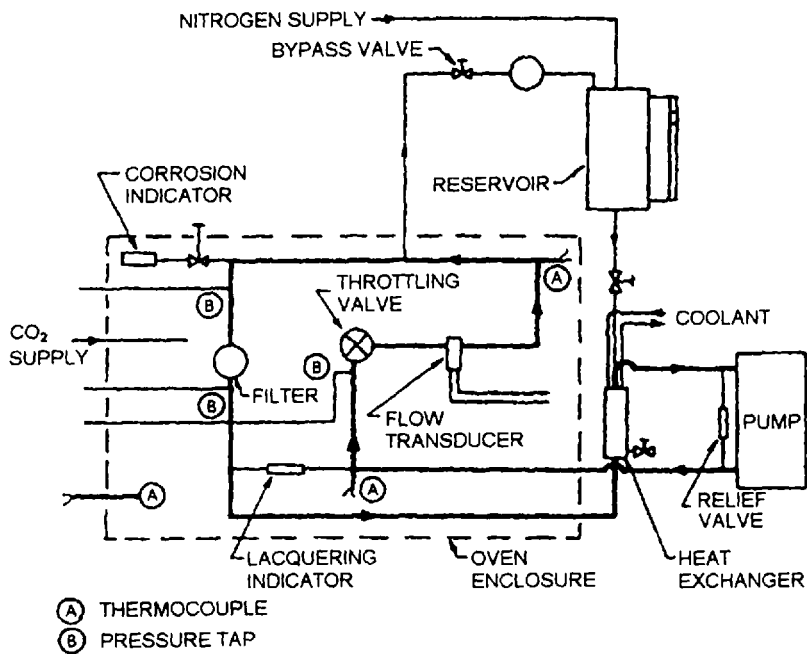 NITROGEN SUPPLY
BYPASS VALVE
RESERVOIR
CORROSION
INDICATOR
THROTTLING
VALVE
A
B
COOLANT
CO₂
SUPPLY
B
FILTER
B
FLOW
TRANSDUCER
PUMP
A
A
RELIEF
VALVE
LACQUERING
INDICATOR
OVEN
ENCLOSURE
HEAT
EXCHANGER
A THERMOCOUPLE
B PRESSURE TAP